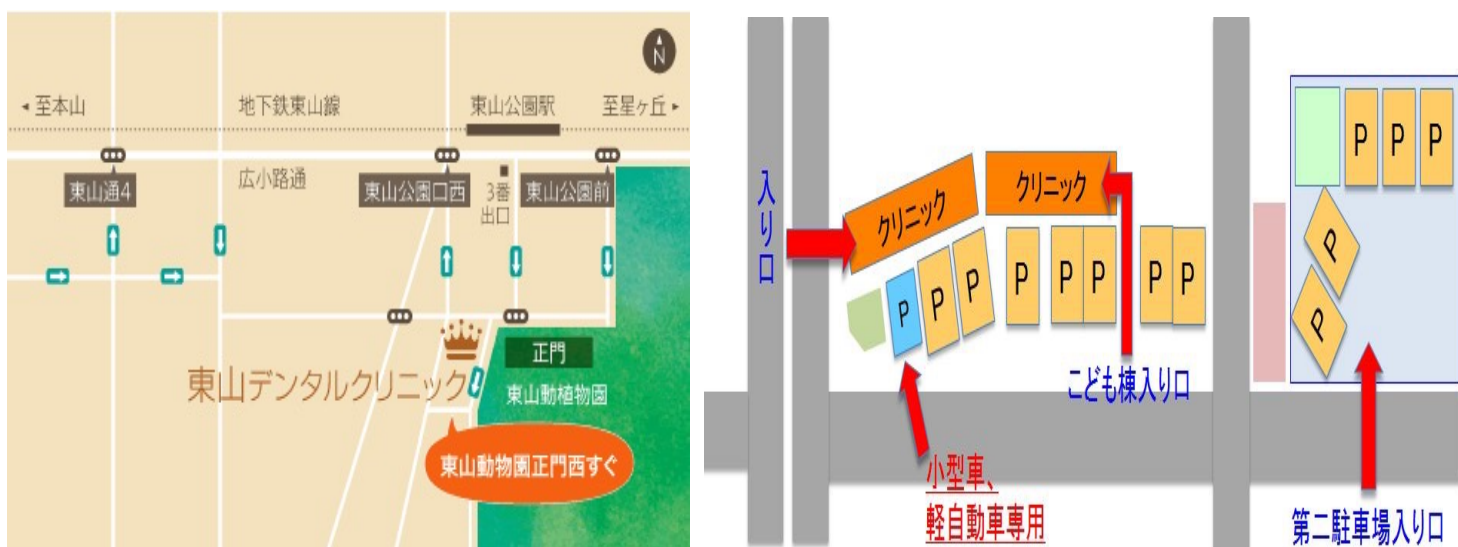 N
至本山
地下鉄東山線
東山公園駅
至星ヶ丘
東山通4
広小路通
東山公園口西
3番
出口
東山公園前
正門
東山デンタルクリニック
東山動植物園
東山動物園正門西すぐ
入り口
クリニック
クリニック
P
P
P
P
P
P
P
P
こども棟入り口
小型車、
軽自動車専用
P
P
P
P
P
第二駐車場入り口